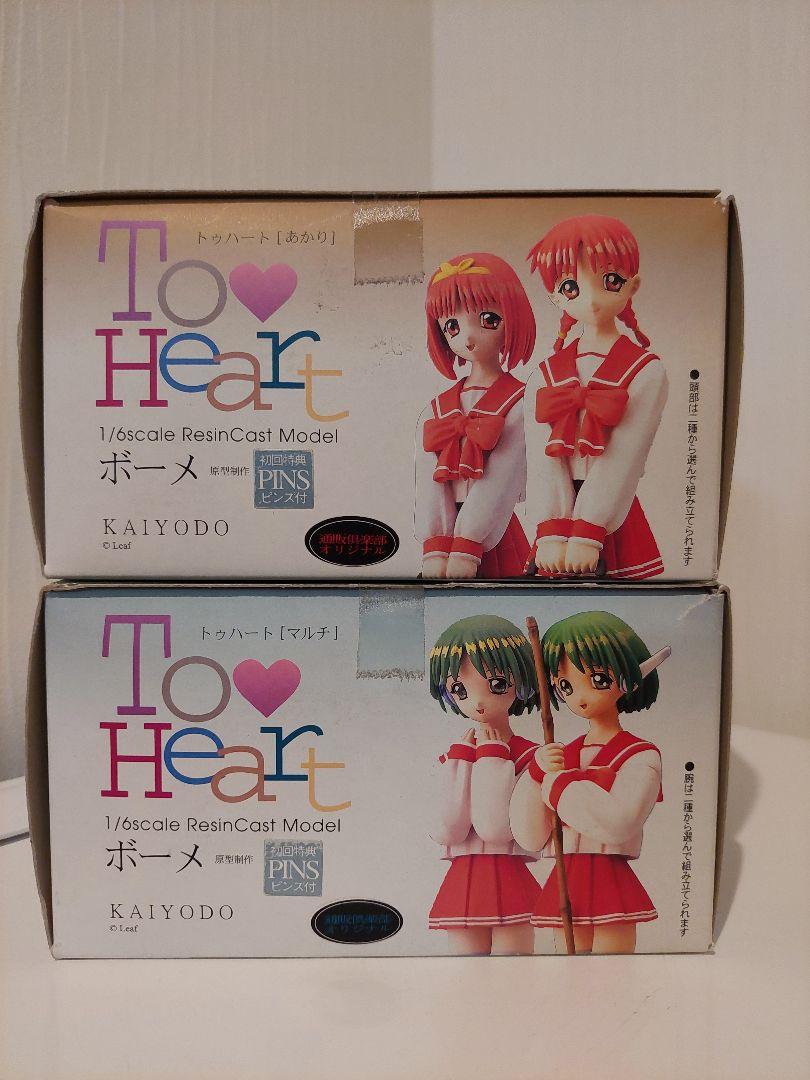 トゥハート [あかり]
To♥
Heart
1/6scale ResinCast Model
ボーメ 原型制作
初回特典
PINS
ピンズ付
KAIYODO
© Leaf
通販倶楽部
オリジナル
●頭部は二種から選んで組み立てられます
トゥハート [マルチ]
To♥
Heart
1/6scale ResinCast Model
ボーメ 原型制作
初回特典
PINS
ピンズ付
KAIYODO
© Leaf
通販倶楽部
オリジナル
●腕は二種から選んで組み立てられます